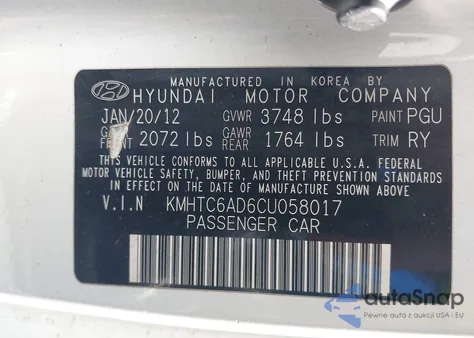 MANUFACTURED IN KOREA BY
HYUNDAI MOTOR COMPANY
JAN/20/12 GVWR 3748 lbs PAINT PGU
FRONT 2072 lbs GAWR REAR 1764 lbs TRIM RY
THIS VEHICLE CONFORMS TO ALL APPLICABLE U.S.A. FEDERAL
MOTOR VEHICLE SAFETY, BUMPER, AND THEFT PREVENTION STANDARDS
IN EFFECT ON THE DATE OF MANUFACTURE SHOWN ABOVE.
V.I.N KMHTC6AD6CU058017
PASSENGER CAR
autoSnap
Pewne auta z aukcji USA - EU